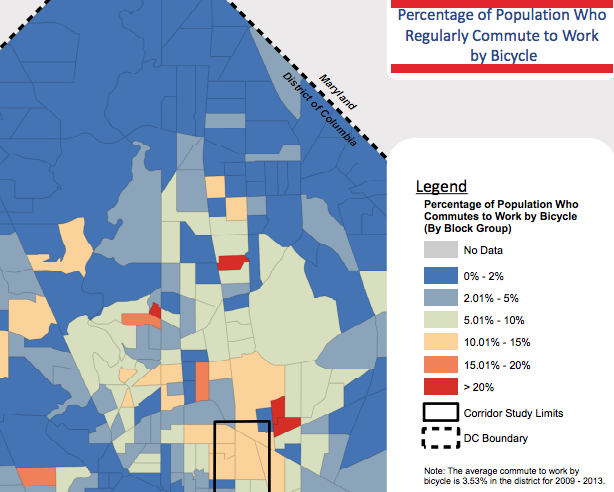 Percentage of Population Who
Regularly Commute to Work
by Bicycle
Maryland
District of Columbia
Legend
Percentage of Population Who
Commutes to Work by Bicycle
(By Block Group)
No Data
0% - 2%
2.01% - 5%
5.01% - 10%
10.01% - 15%
15.01% - 20%
> 20%
Corridor Study Limits
DC Boundary
Note: The average commute to work by
bicycle is 3.53% in the district for 2009 - 2013.